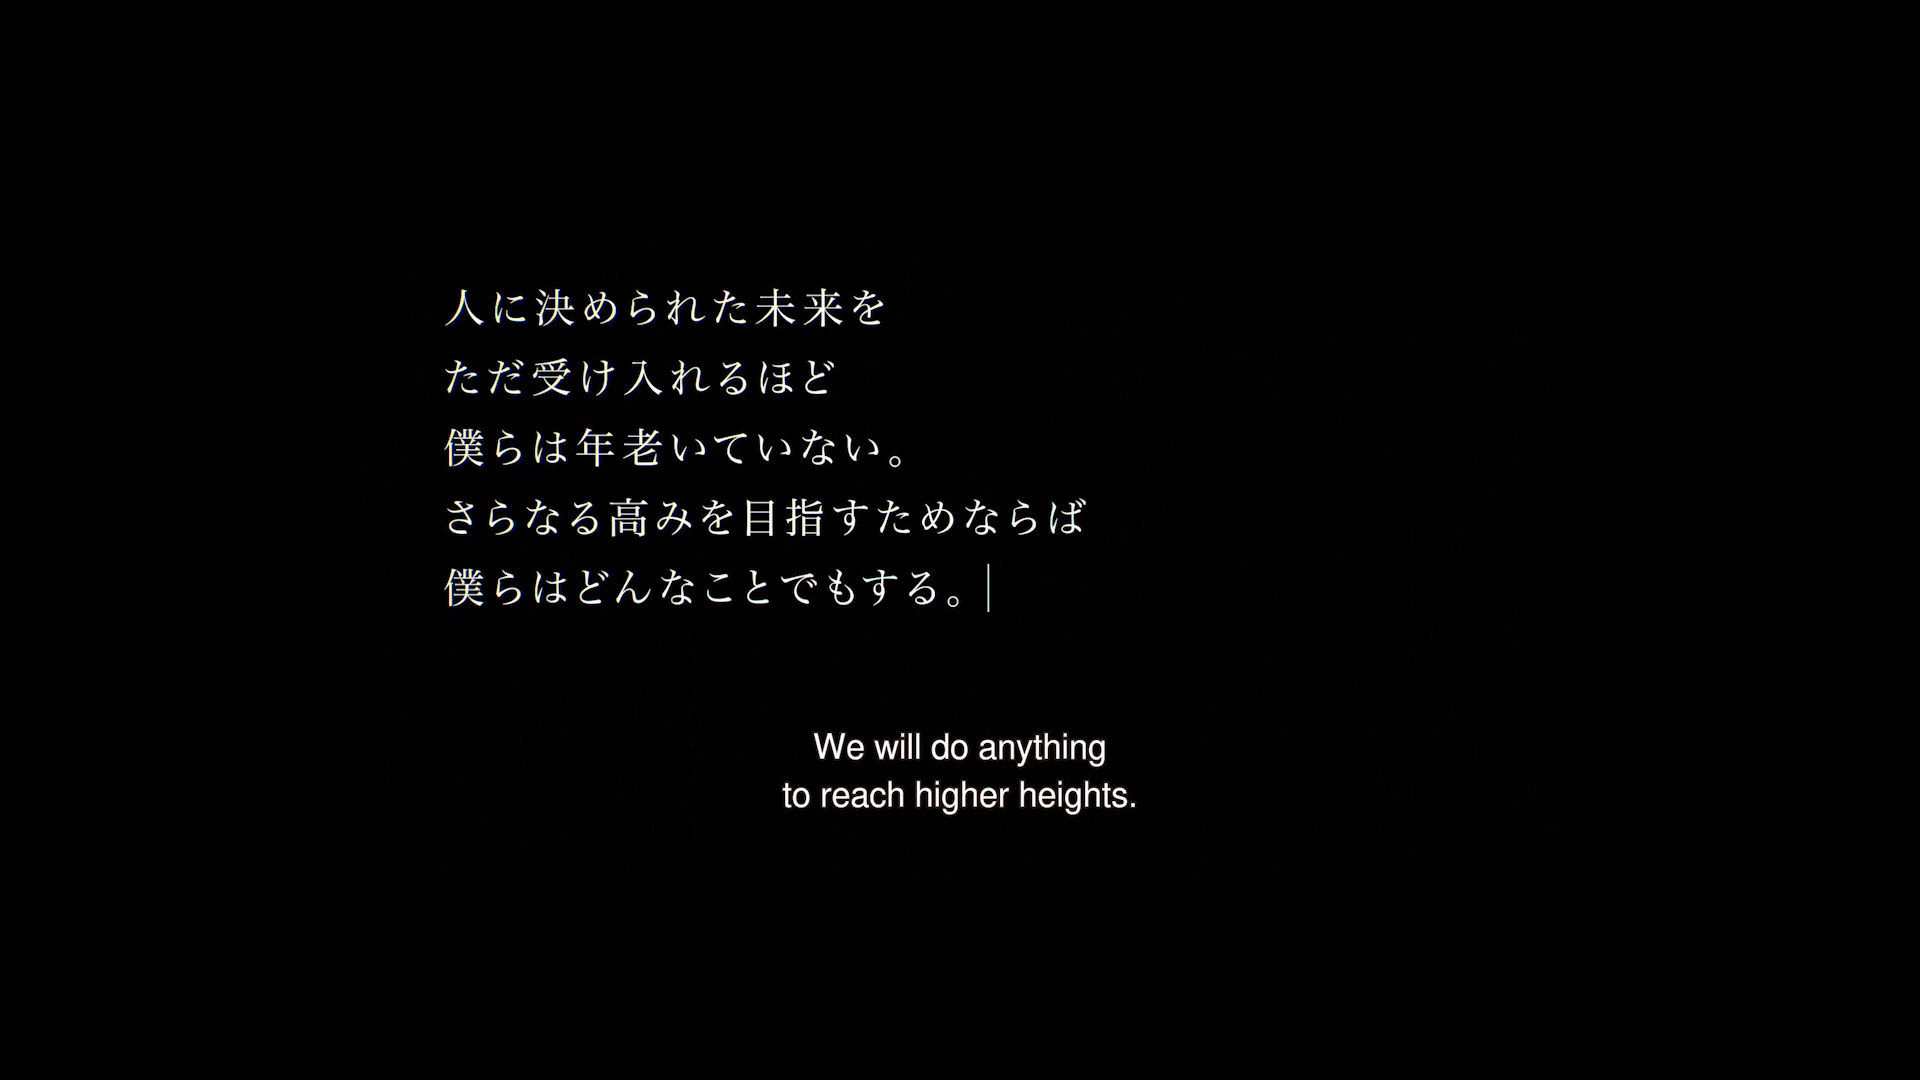 人に決められた未来を
ただ受け入れるほど
僕らは年老いていない。
さらなる高みを目指すためならば
僕らはどんなことでもする。
We will do anything
to reach higher heights.